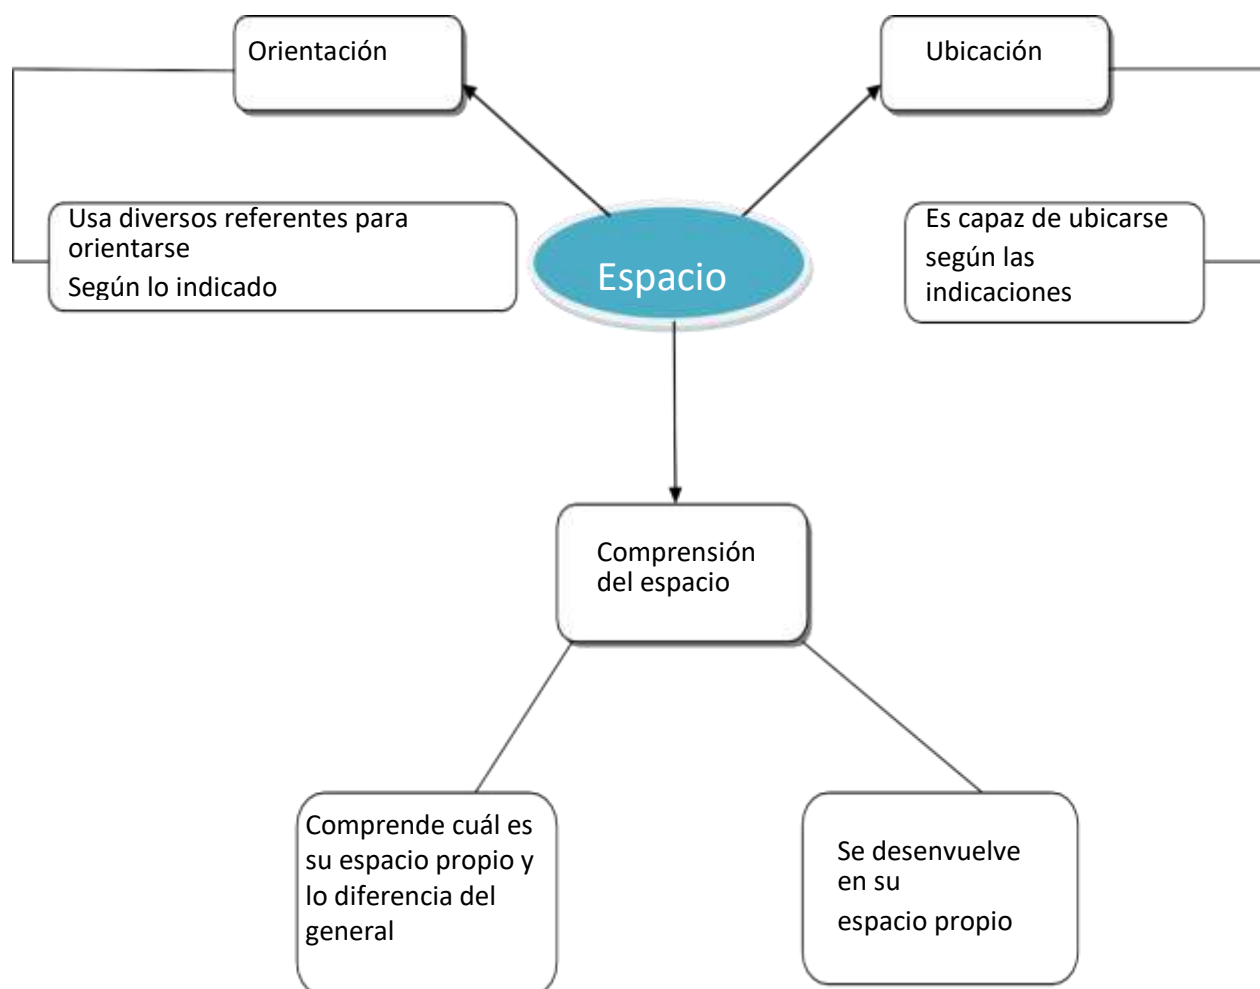 Orientación
Ubicación
Usa diversos referentes para
orientarse
Según lo indicado
Espacio
Es capaz de ubicarse
según las
indicaciones
Comprensión
del espacio
Comprende cuál es
su espacio propio y
lo diferencia del
general
Se desenvuelve
en su
espacio propio